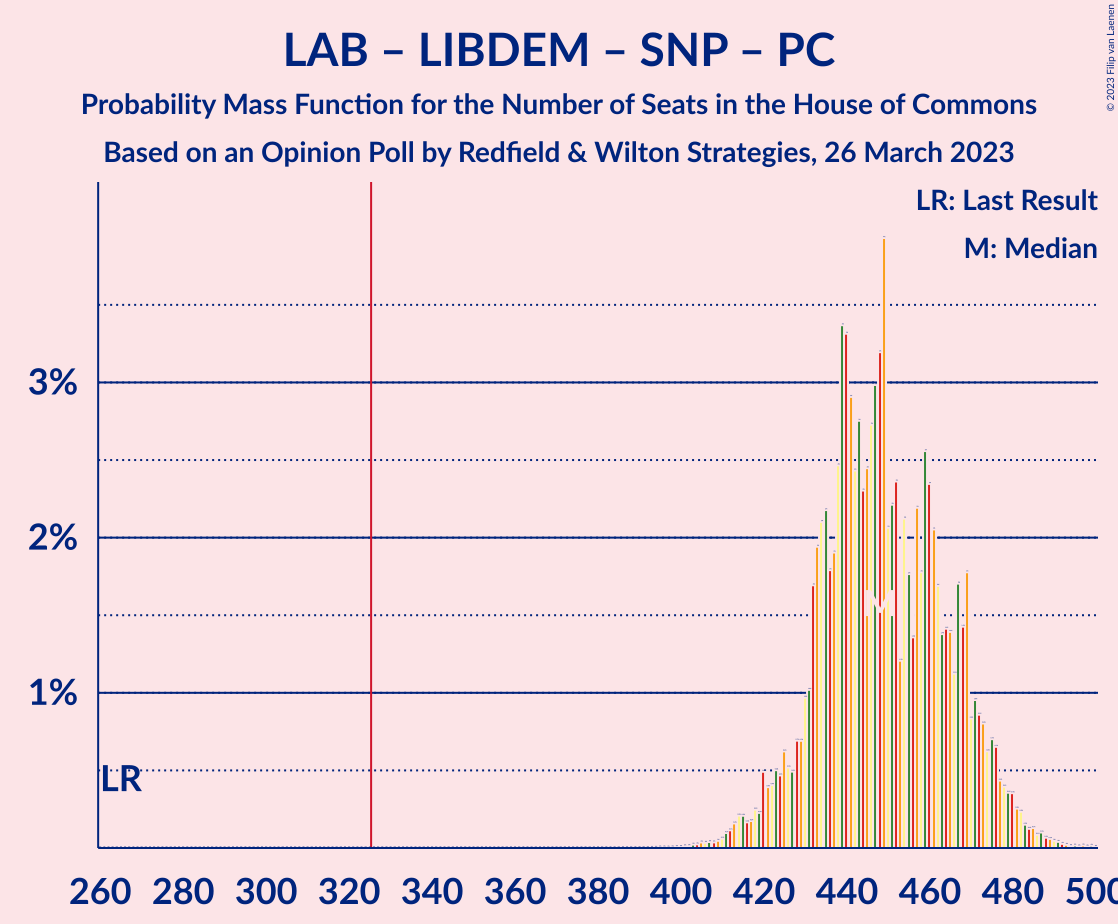 LAB – LIBDEM – SNP – PC
Probability Mass Function for the Number of Seats in the House of Commons
Based on an Opinion Poll by Redfield & Wilton Strategies, 26 March 2023
© 2023 Filip van Laenen
LR: Last Result
M: Median
3%
2%
1%
LR
M
260 280 300 320 340 360 380 400 420 440 460 480 500